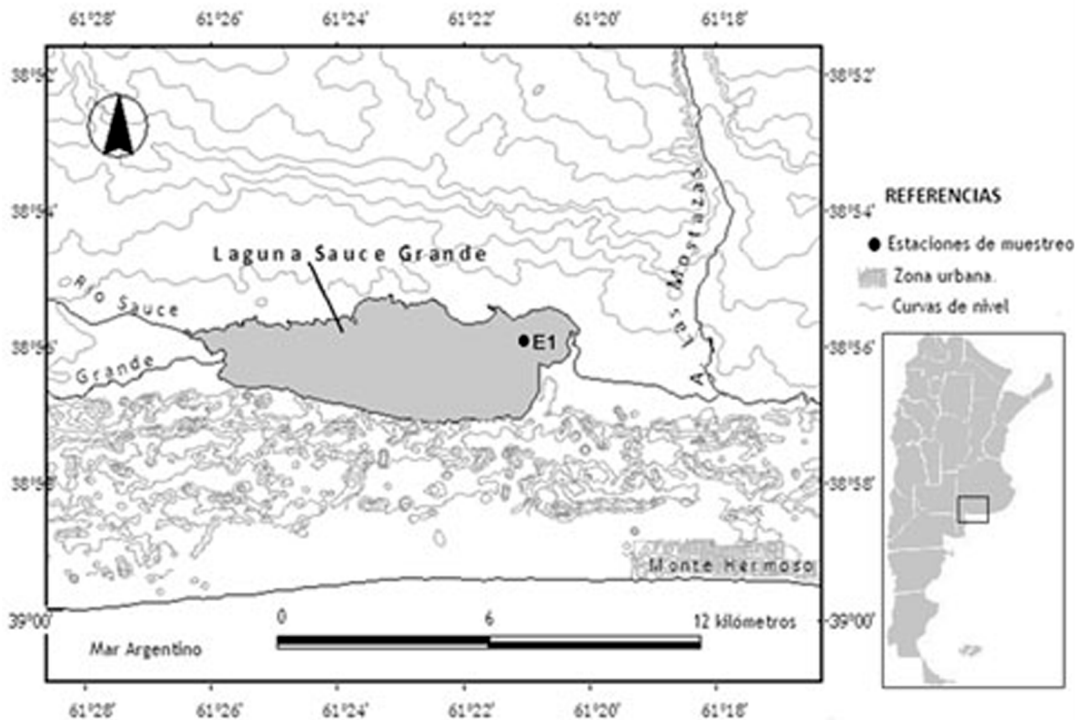 61°28' 61°26' 61°24' 61°22' 61°20' 61°18'
38°52' 38°52'
38°54' 38°54'
Laguna Sauce Grande
Río Sauce
Grande
A. Las Mostazas
E1
38°56' 38°56'
38°58' 38°58'
Monte Hermoso
39°00' 39°00'
0 6 12 kilómetros
Mar Argentino
61°28' 61°26' 61°24' 61°22' 61°20' 61°18'
REFERENCIAS
Estaciones de muestreo
Zona urbana.
Curvas de nivel